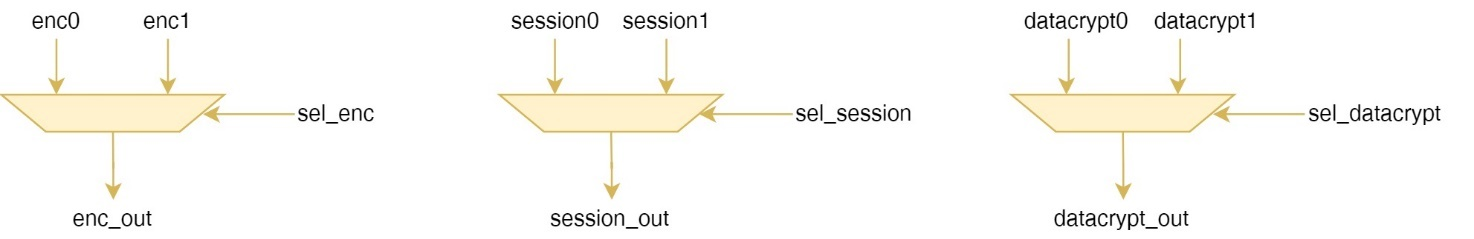 enc0 enc1 session0 session1 datacrypt0 datacrypt1
sel_enc sel_session sel_datacrypt
enc_out session_out datacrypt_out